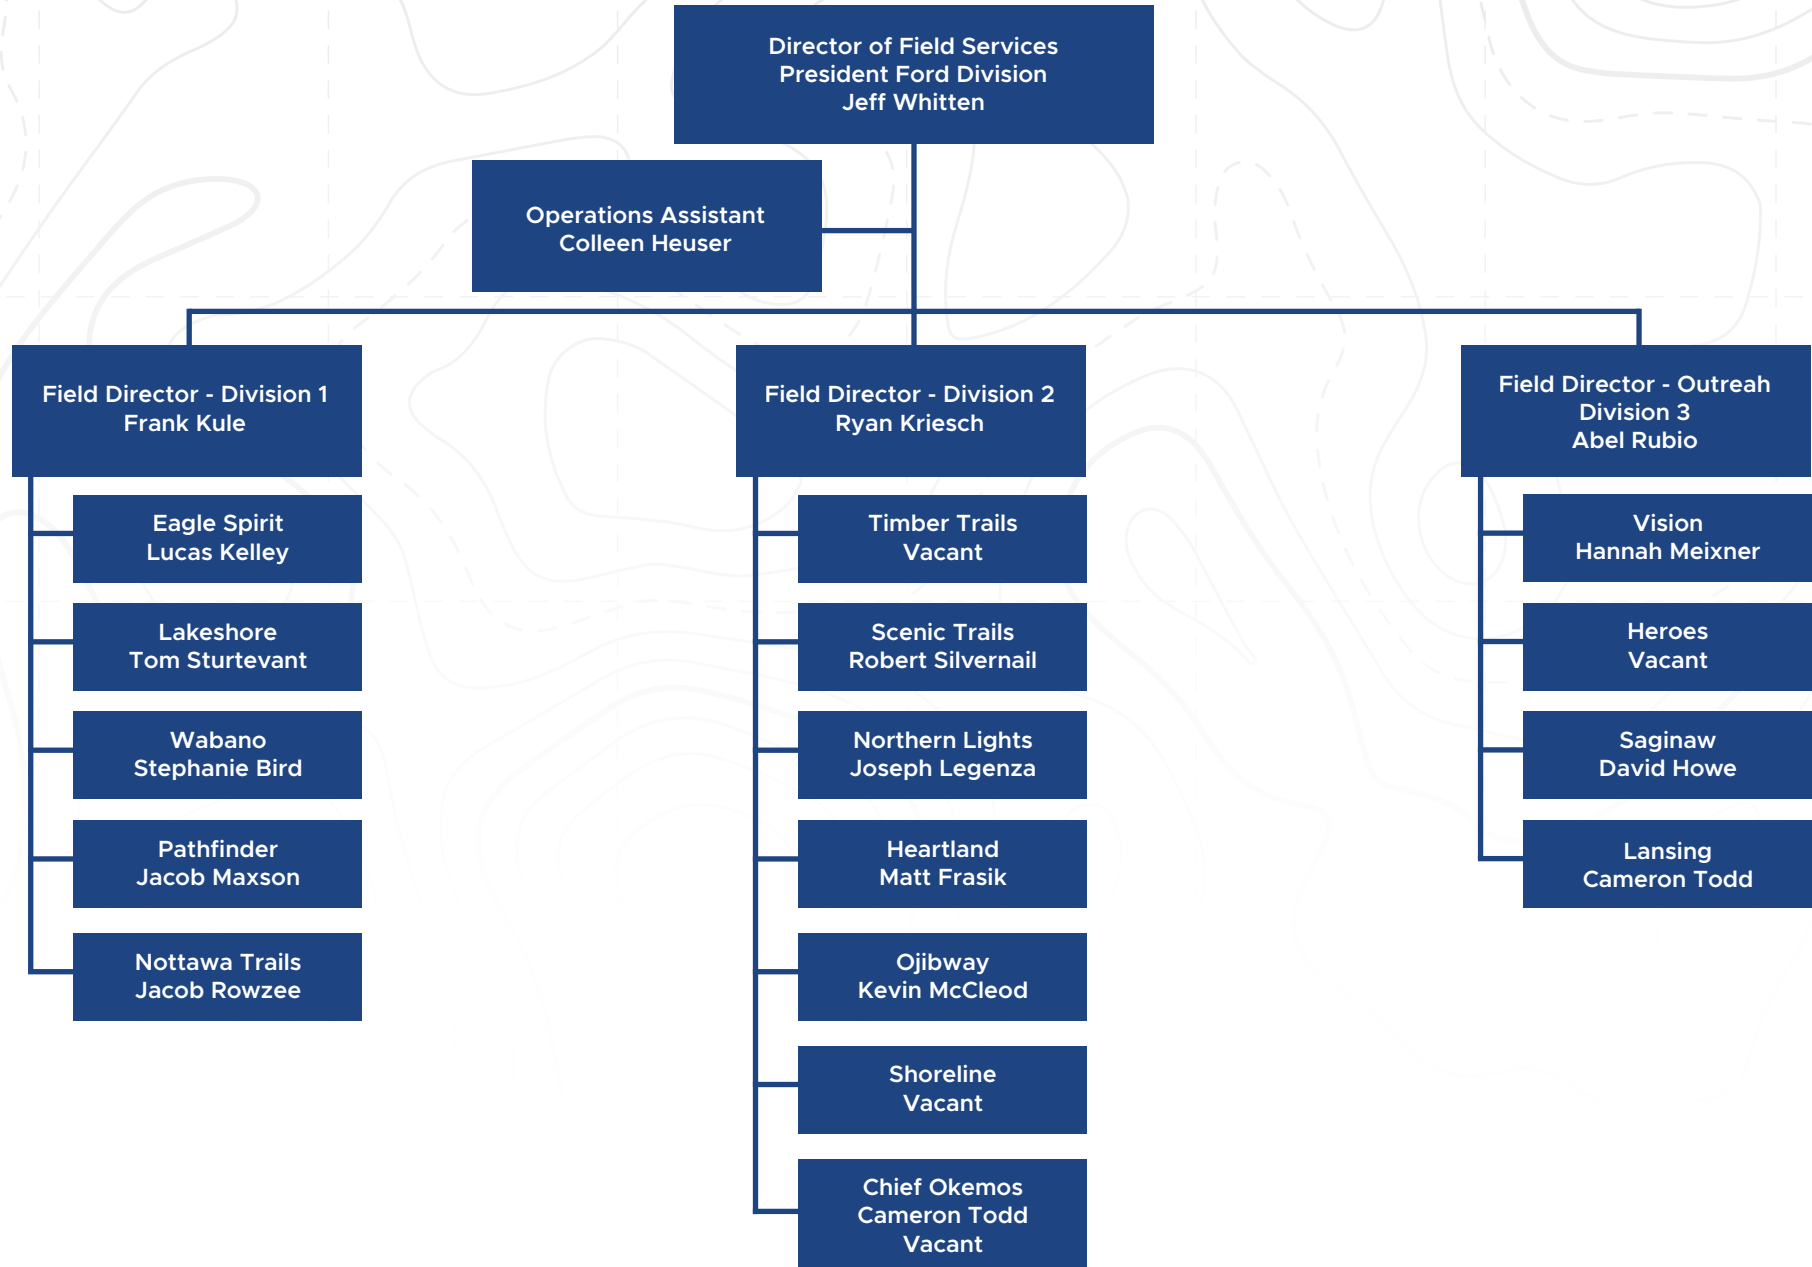 Director of Field Services
President Ford Division
Jeff Whitten
Operations Assistant
Colleen Heuser
Field Director - Division 1
Frank Kule
Eagle Spirit
Lucas Kelley
Lakeshore
Tom Sturtevant
Wabano
Stephanie Bird
Pathfinder
Jacob Maxson
Nottawa Trails
Jacob Rowzee
Field Director - Division 2
Ryan Kriesch
Timber Trails
Vacant
Scenic Trails
Robert Silvernail
Northern Lights
Joseph Legenza
Heartland
Matt Frasik
Ojibway
Kevin McCleod
Shoreline
Vacant
Chief Okemos
Cameron Todd
Vacant
Field Director - Outreah
Division 3
Abel Rubio
Vision
Hannah Meixner
Heroes
Vacant
Saginaw
David Howe
Lansing
Cameron Todd